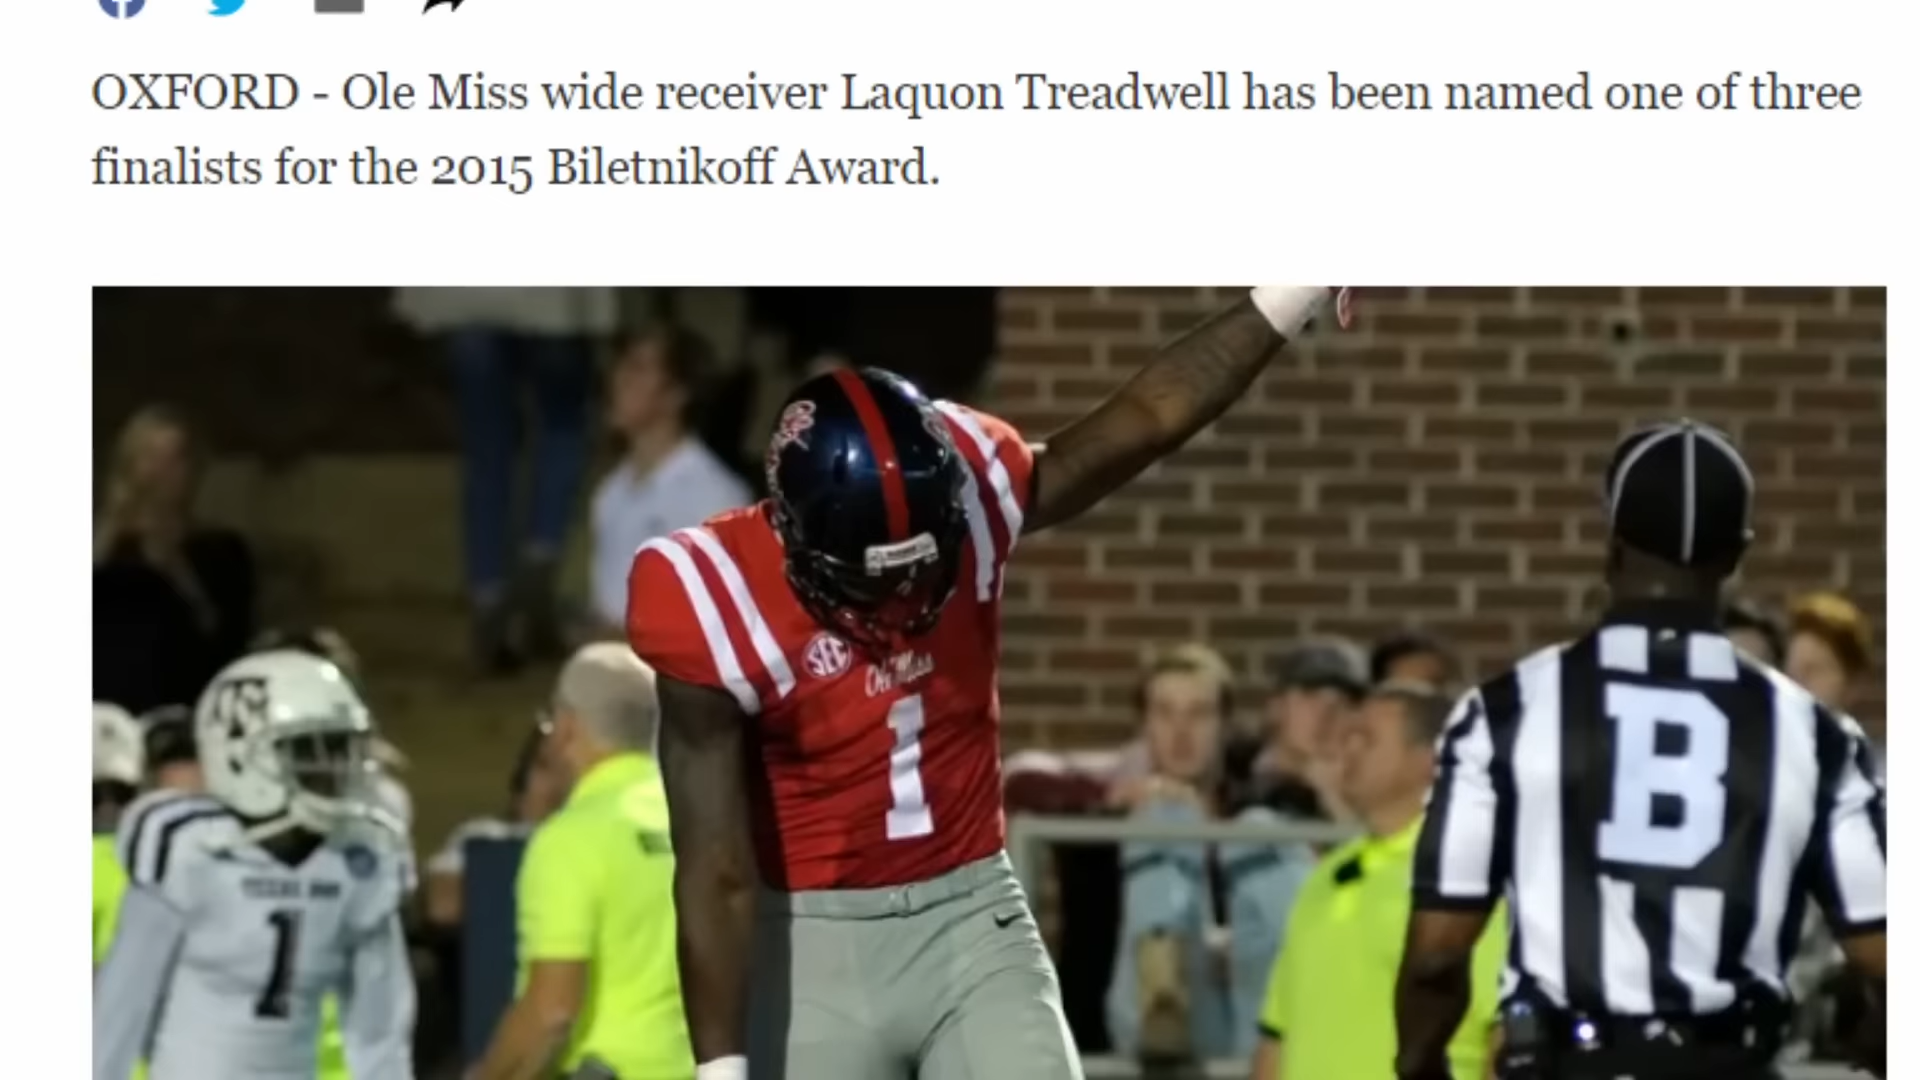 OXFORD - Ole Miss wide receiver Laquon Treadwell has been named one of three
finalists for the 2015 Biletnikoff Award.
SEC
Ole Miss
1
B
1